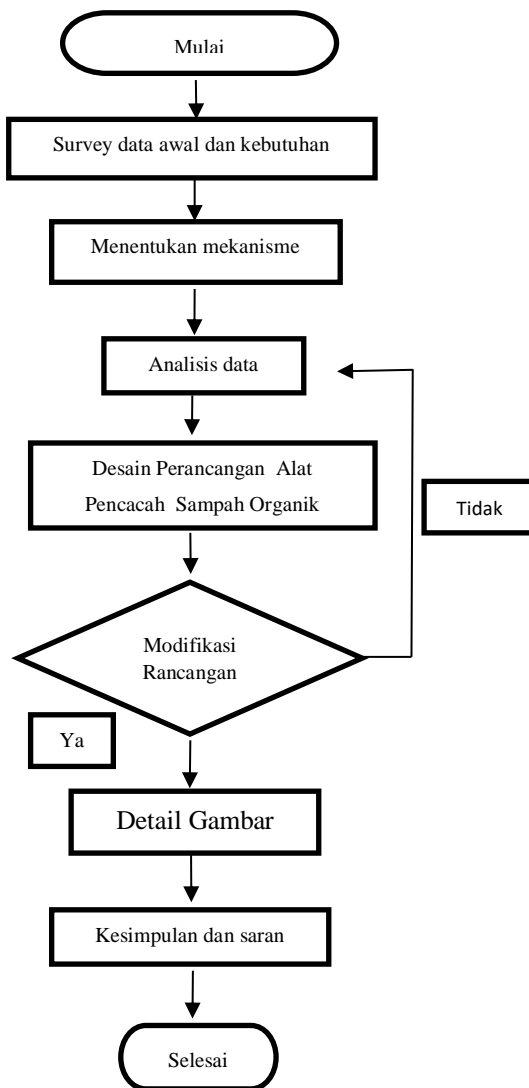 Mulai
Survey data awal dan kebutuhan
Menentukan mekanisme
Analisis data
Desain Perancangan Alat
Pencacah Sampah Organik
Tidak
Modifikasi
Rancangan
Ya
Detail Gambar
Kesimpulan dan saran
Selesai